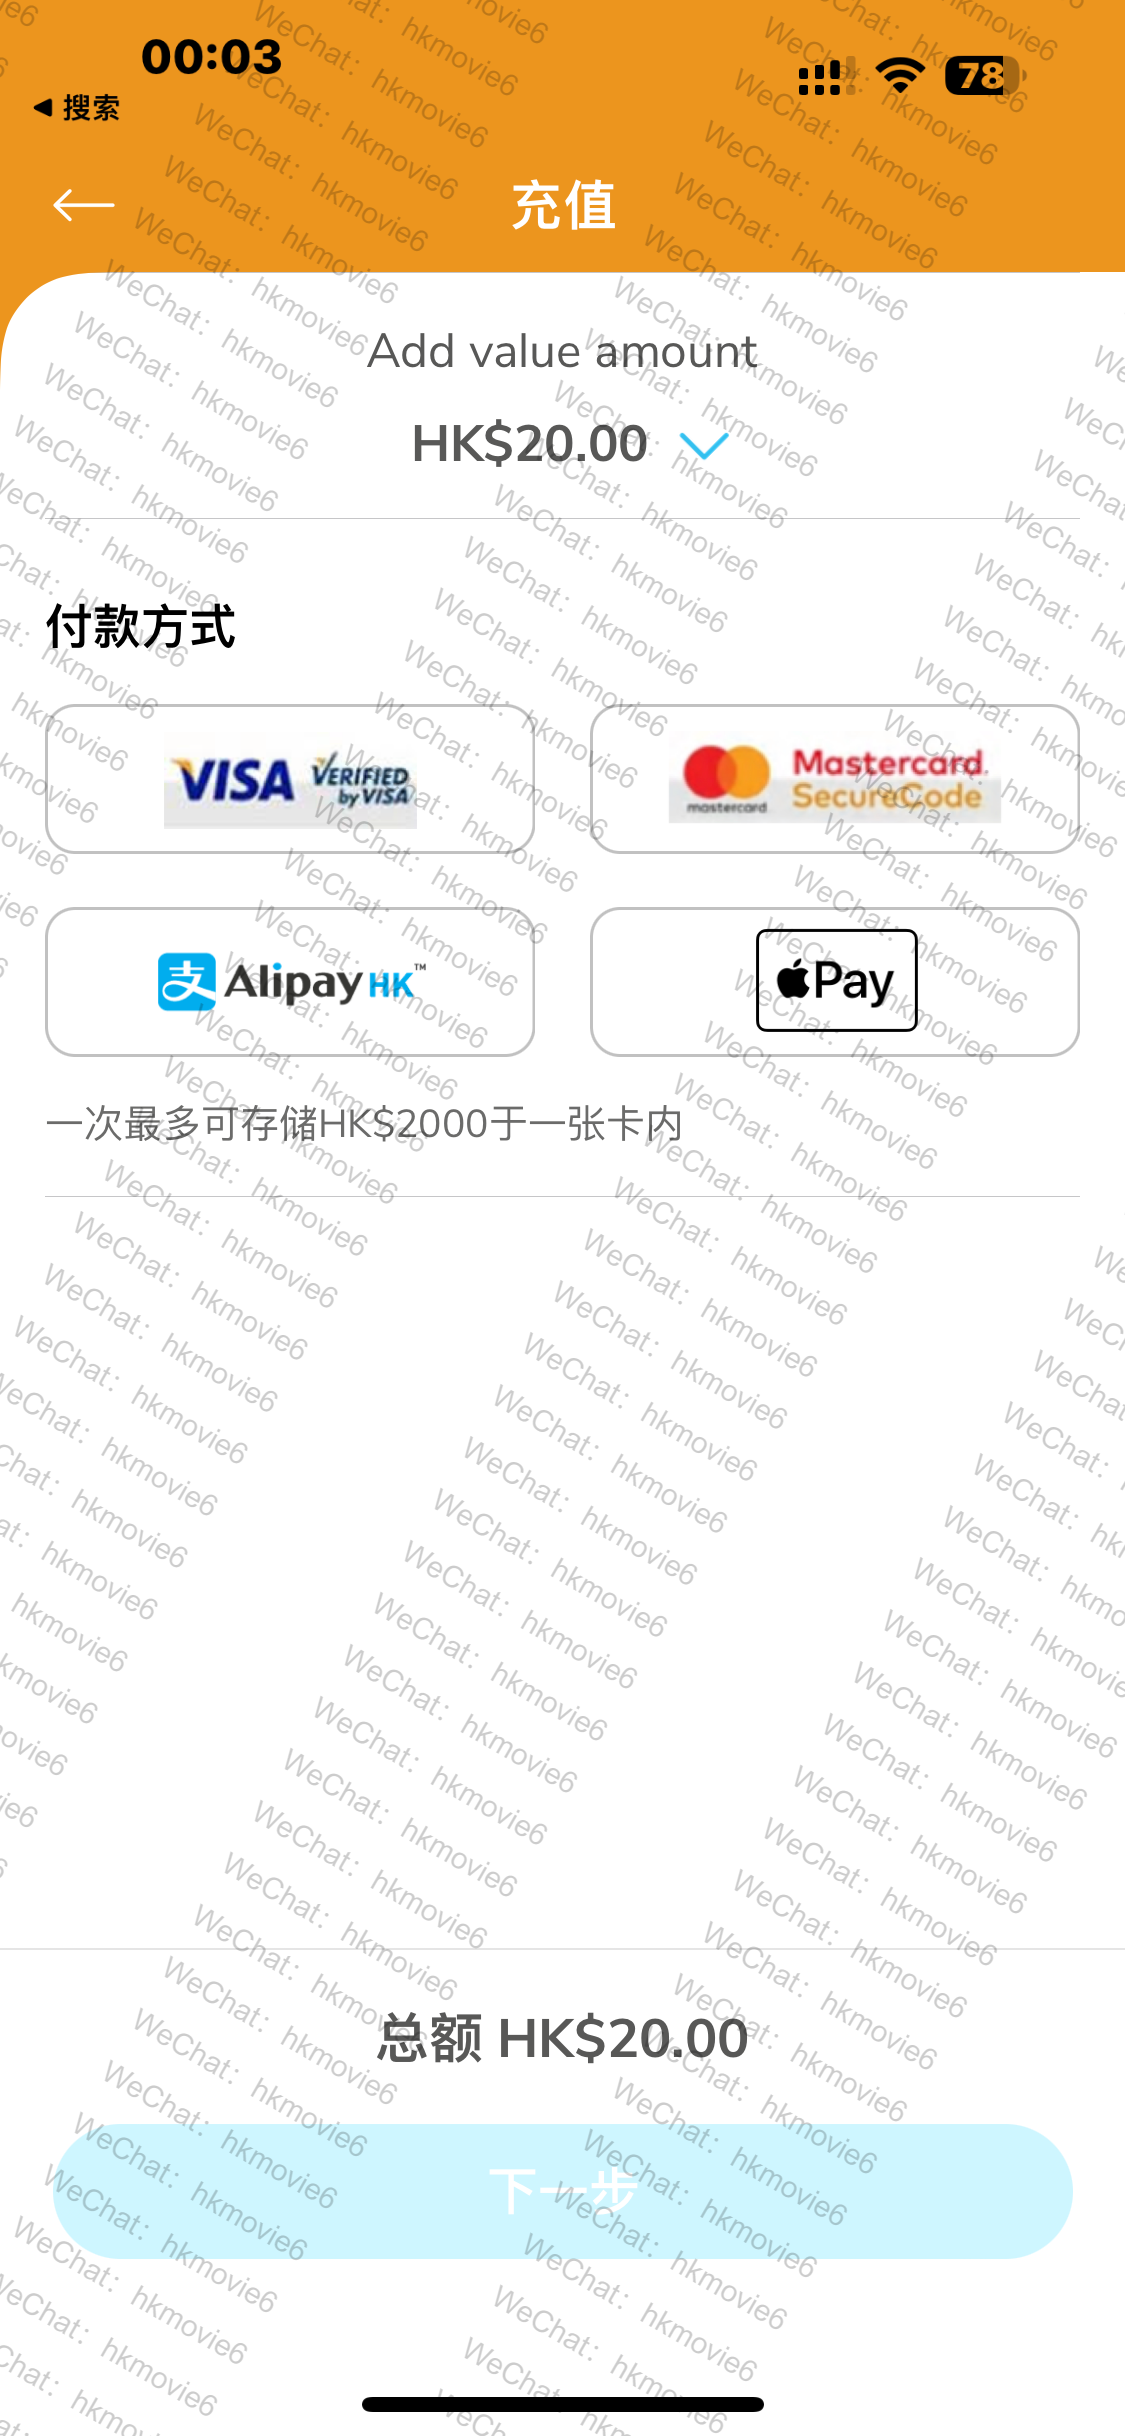 00:03
78
◀ 搜索
充值
Add value amount
HK$20.00
付款方式
VISA VERIFIED by VISA
mastercard Mastercard. SecureCode
支 Alipay HK™
Pay
一次最多可存储HK$2000于一张卡内
总额 HK$20.00
下一步
WeChat: hkmovie6